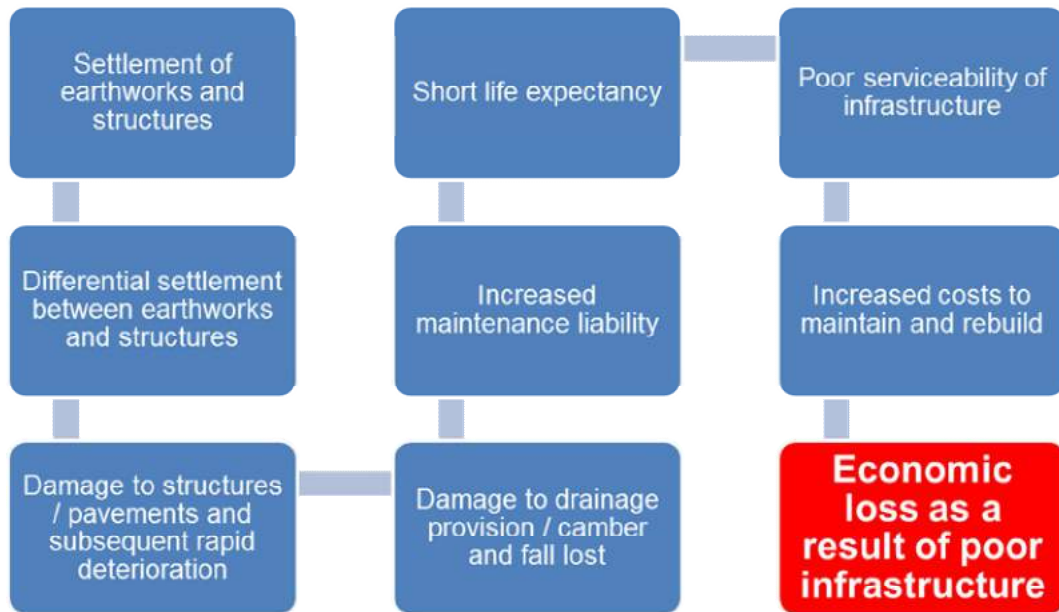 Settlement of
earthworks and
structures
Differential settlement
between earthworks
and structures
Damage to structures
/ pavements and
subsequent rapid
deterioration
Damage to drainage
provision / camber
and fall lost
Increased
maintenance liability
Short life expectancy
Poor serviceability of
infrastructure
Increased costs to
maintain and rebuild
Economic
loss as a
result of poor
infrastructure